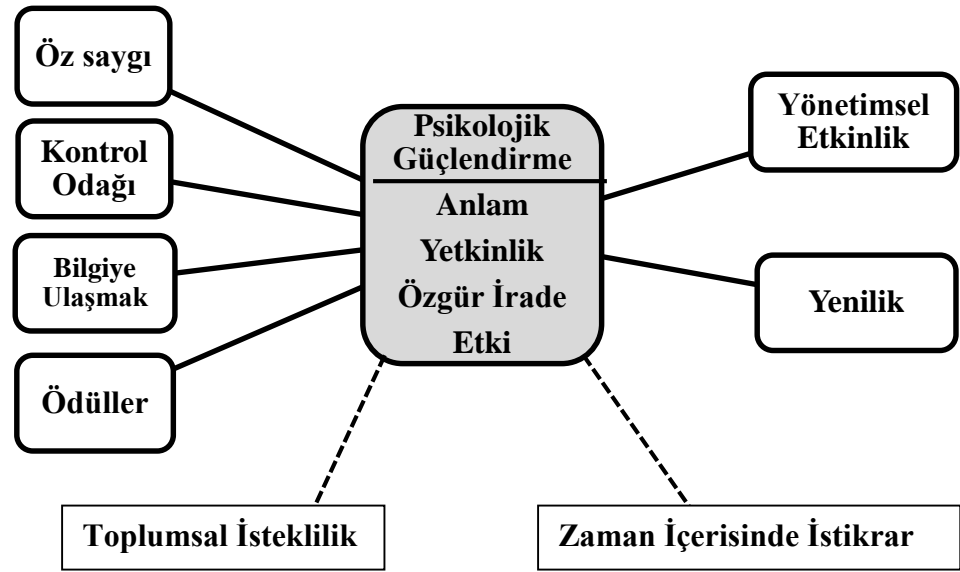 Öz saygı
Kontrol
Odağı
Bilgiye
Ulaşmak
Ödüller
Psikolojik
Güçlendirme
Anlam
Yetkinlik
Özgür İrade
Etki
Yönetimsel
Etkinlik
Yenilik
Toplumsal İsteklilik
Zaman İçerisinde İstikrar